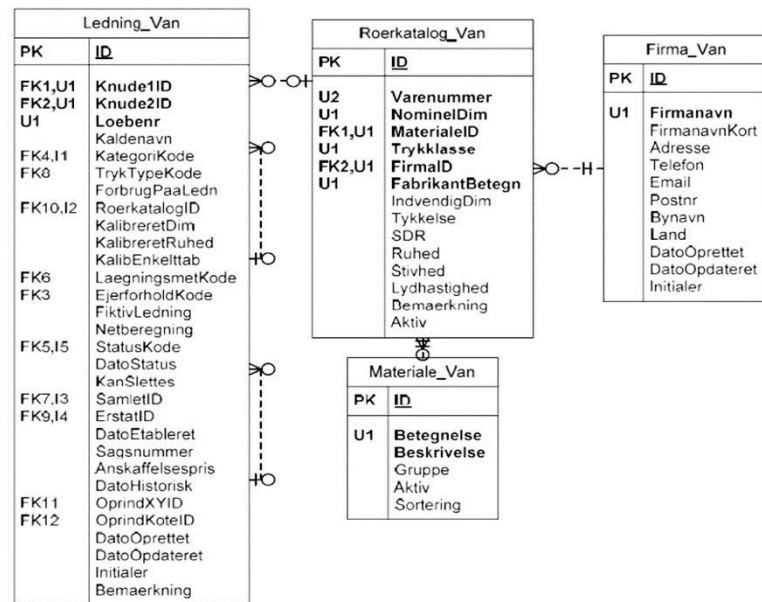 Ledning_Van
PK ID
FK1,U1 Knude1ID
FK2,U1 Knude2ID
U1 Loebenr
Kaldenavn
FK4,I1 KategoriKode
FK8 TrykTypeKode
ForbrugPaaLedn
FK10,I2 RoerkatalogID
KalibreretDim
KalibreretRuhed
KalibEnkelttab
FK6 LaegningsmetKode
FK3 EjerforholdKode
FiktivLedning
Netberegning
FK5,I5 StatusKode
DatoStatus
KanSlettes
FK7,I3 SamletID
FK9,I4 ErstatID
DatoEtableret
Sagsnummer
Anskaffelsespris
DatoHistorisk
FK11 OprindXYID
FK12 OprindKoteID
DatoOprettet
DatoOpdateret
Initialer
Bemaerkning
Roerkatalog_Van
PK ID
U2 Varenummer
U1 NominelDim
FK1,U1 MaterialeID
U1 Trykklasse
FK2,U1 FirmaID
U1 FabrikantBetegn
IndvendigDim
Tykkelse
SDR
Ruhed
Stivhed
Lydhastighed
Bemaerkning
Aktiv
Materiale_Van
PK ID
U1 Betegnelse
Beskrivelse
Gruppe
Aktiv
Sortering
Firma_Van
PK ID
U1 Firmanavn
FirmanavnKort
Adresse
Telefon
Email
Postnr
Bynavn
Land
DatoOprettet
DatoOpdateret
Initialer